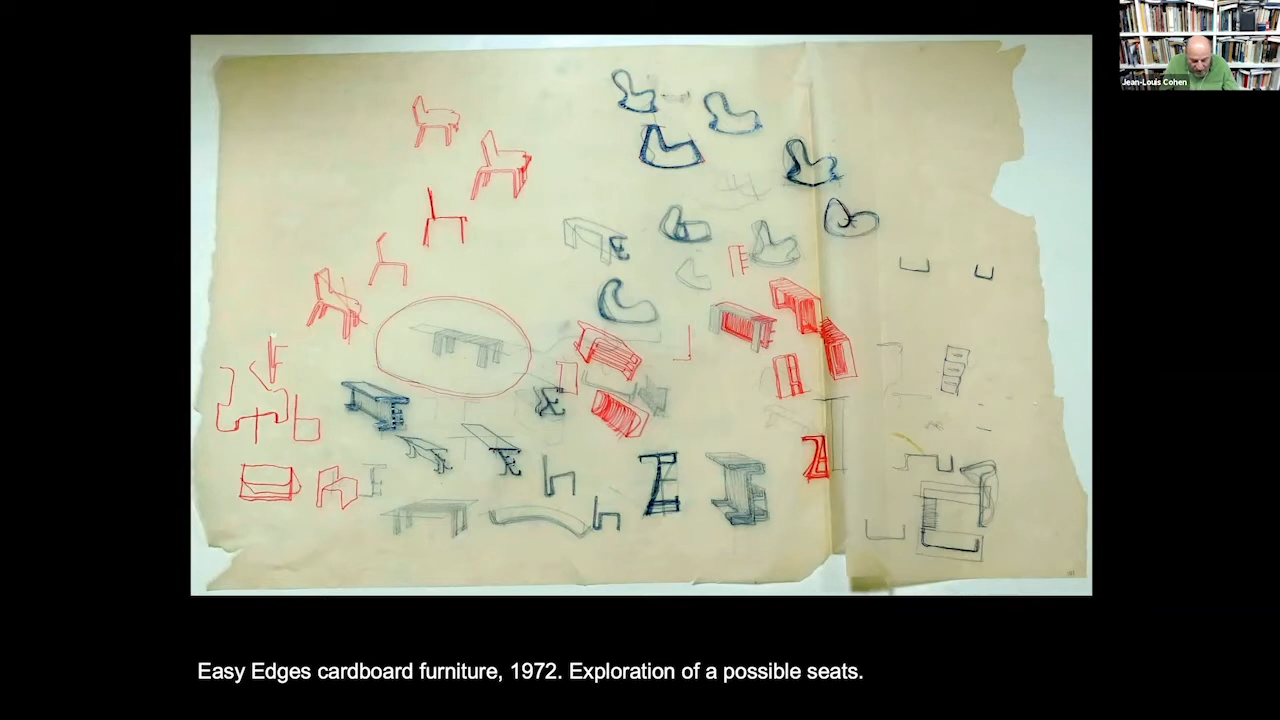 Jean-Louis Cohen
Easy Edges cardboard furniture, 1972. Exploration of a possible seats.